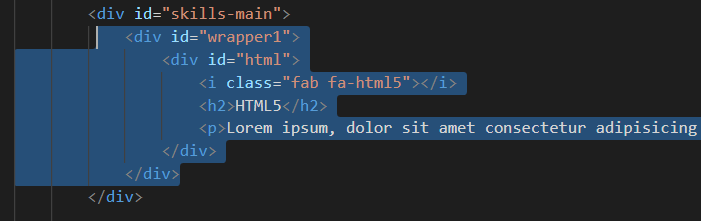 <div id="skills-main">
<div id="wrapper1">
<div id="html">
<i class="fab fa-html5"></i>
<h2>HTML5</h2>
<p>Lorem ipsum, dolor sit amet consectetur adipisicing
</div>
</div>
</div>